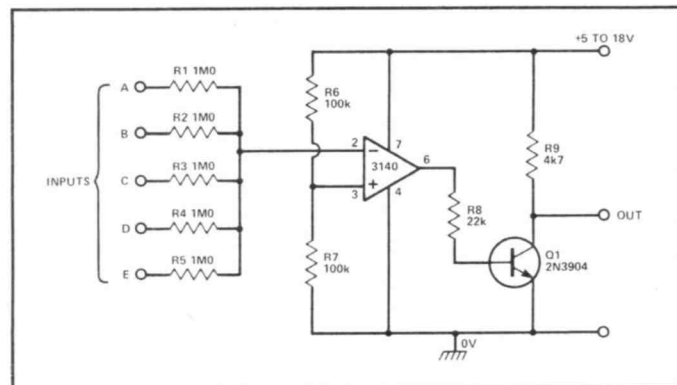 +5 TO 18V
R1 1M0
A
R6
100k
R2 1M0
B
2
7
R9
4k7
R3 1M0
INPUTS
C
3140
6
3
4
R8
22k
OUT
R4 1M0
D
R7
100k
Q1
2N3904
R5 1M0
E
0V